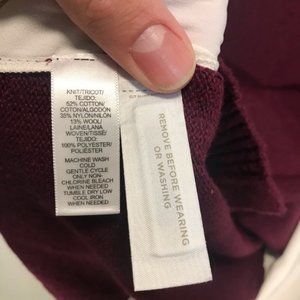 KNIT/TRICOT/
TEJIDO:
52% COTTON/
COTON/ALGODON
35% NYLON/NILON
13% WOOL/
LAINE/LANA
WOVEN/TISSE/
TEJIDO:
100% POLYESTER/
POLIÉSTER
MACHINE WASH
COLD
GENTLE CYCLE
ONLY NON-
CHLORINE BLEACH
WHEN NEEDED
TUMBLE DRY LOW
COOL IRON
WHEN NEEDED
REMOVE BEFORE WEARING
OR WASHING